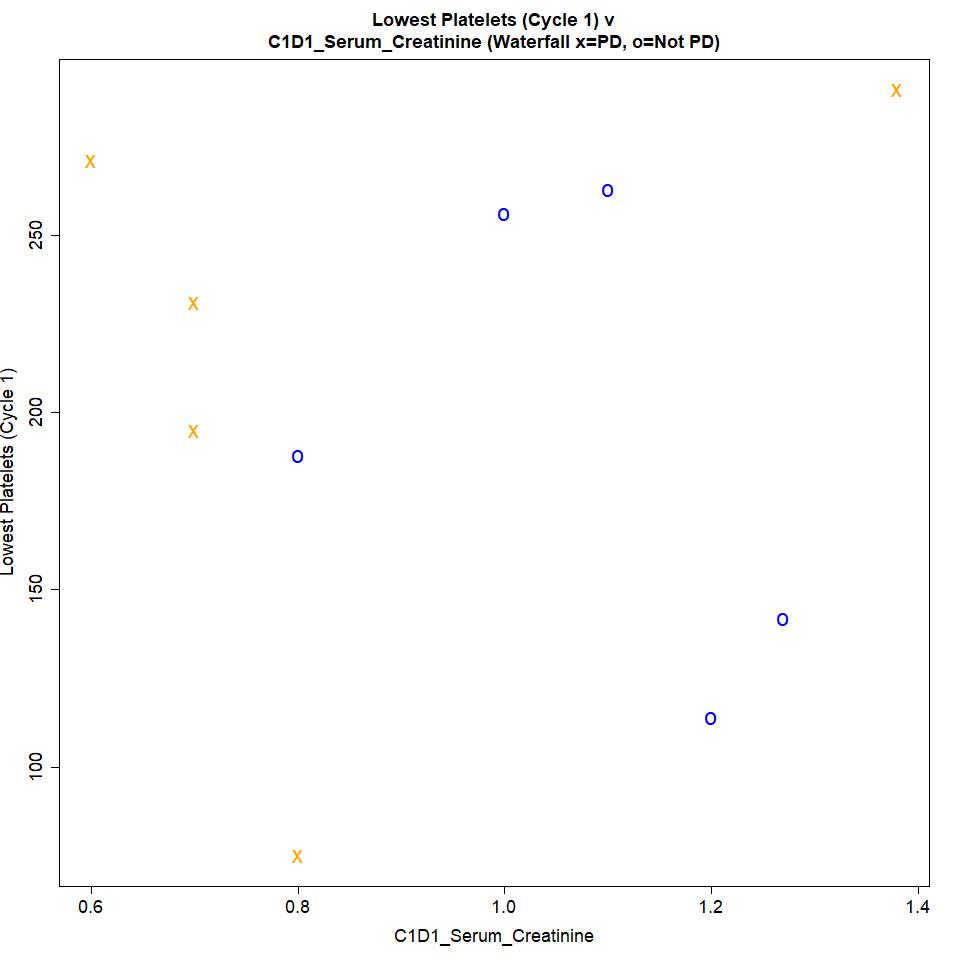 Lowest Platelets (Cycle 1) v
C1D1_Serum_Creatinine (Waterfall x=PD, o=Not PD)
Lowest Platelets (Cycle 1)
250
200
150
100
x
x
x
x
x
o
o
o
o
o
0.6
0.8
1.0
1.2
1.4
C1D1_Serum_Creatinine